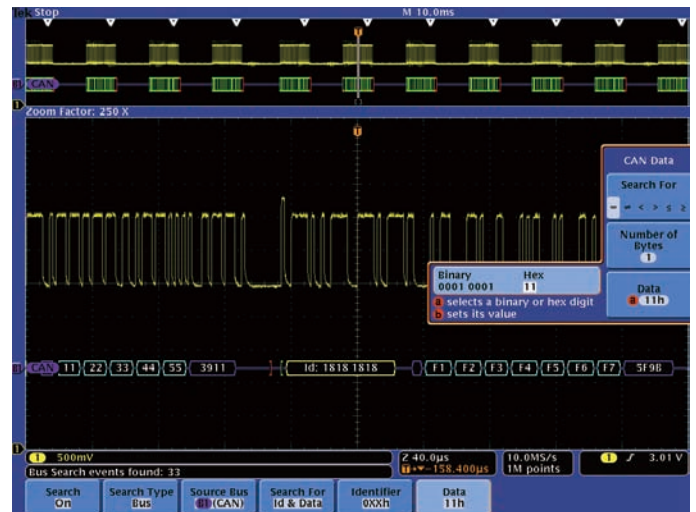 Tek Stop
M 10.0ms
T
B1 CAN
1
Zoom Factor: 250 X
T
CAN Data
Search For
= ≠ < > ≤ ≥
Number of
Bytes
1
Binary Hex
0001 0001 11
a selects a binary or hex digit
b sets its value
Data
a 11h
B1 CAN 11 22 33 44 55 3911 Id: 1818 1818 F1 F2 F3 F4 F5 F6 F7 5F9B
1
1 500mV
Z 40.0µs
T→▼-158.400µs
10.0MS/s
1M points
1 3.01 V
Bus Search events found: 33
Search
On
Search Type
Bus
Source Bus
B1 (CAN)
Search For
Id & Data
Identifier
0XXh
Data
11h